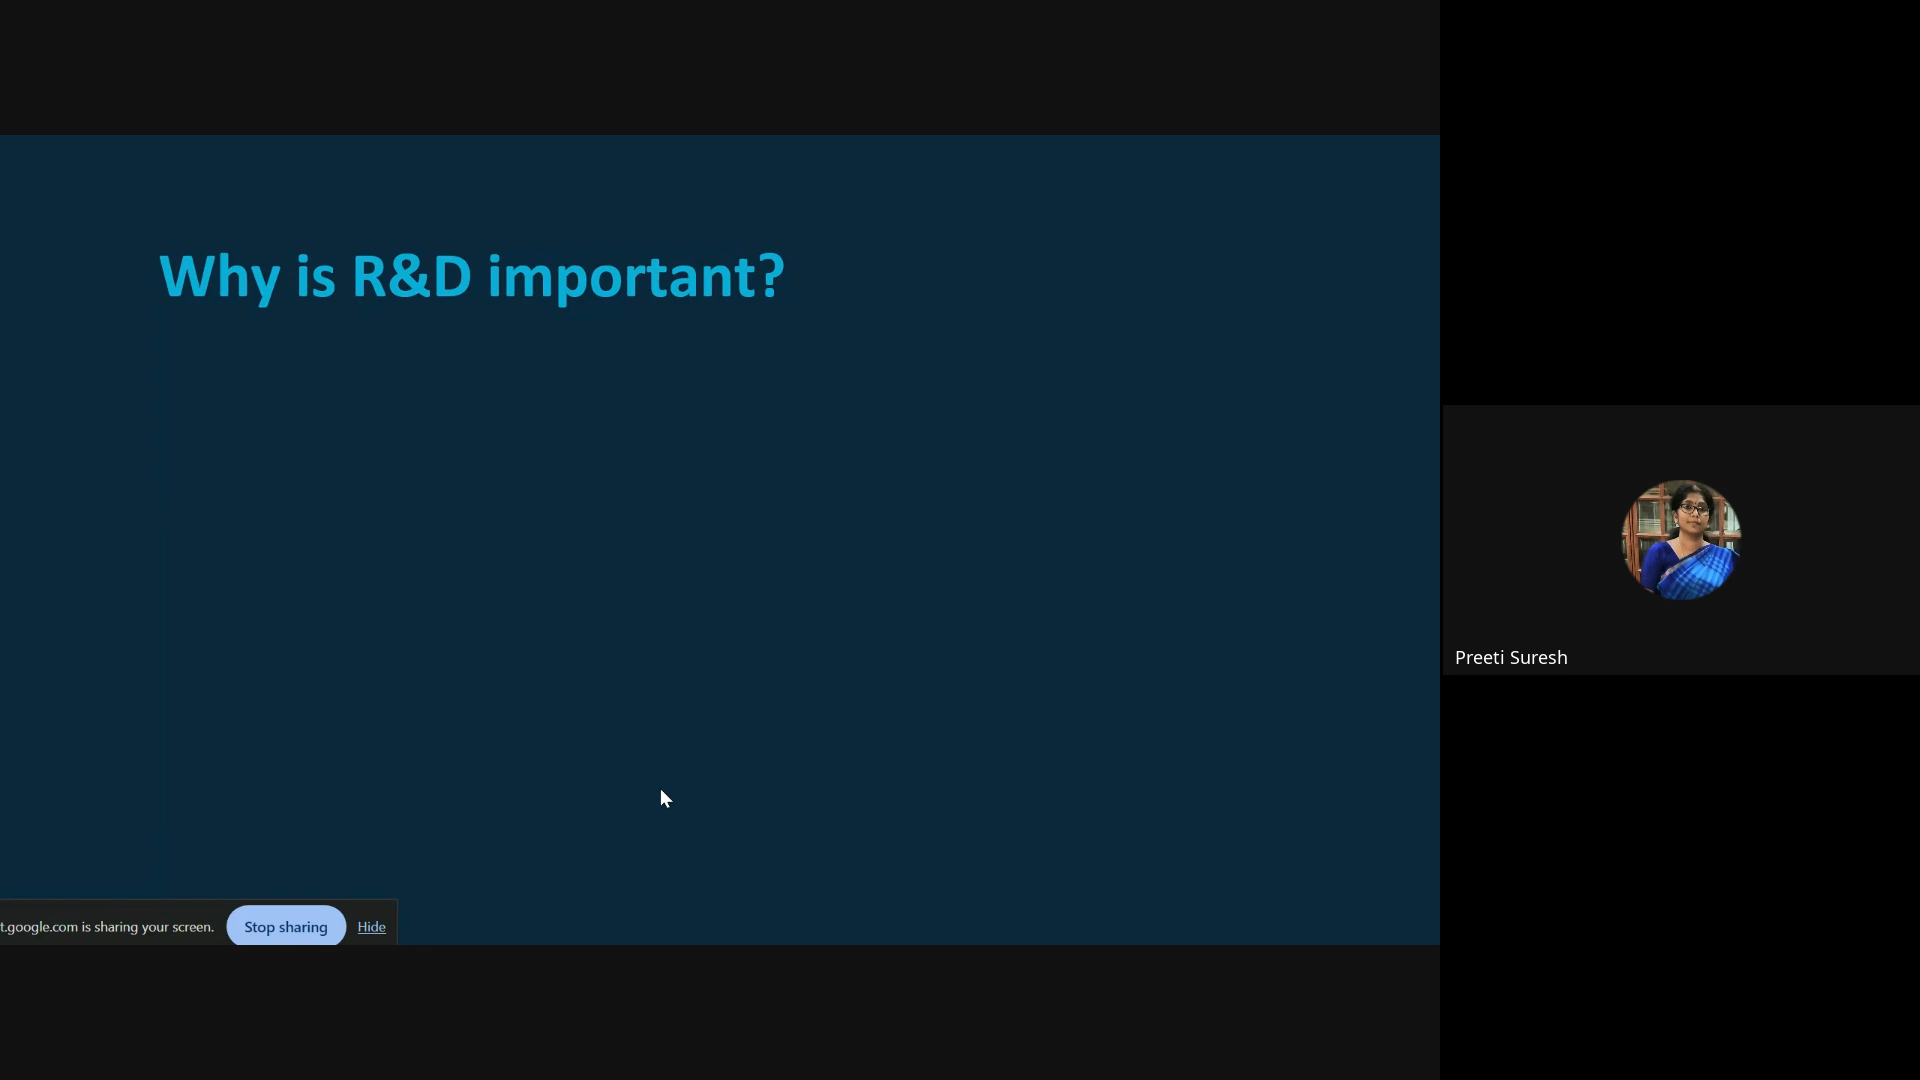 Why is R&D important?
Preeti Suresh
t.google.com is sharing your screen. Stop sharing Hide